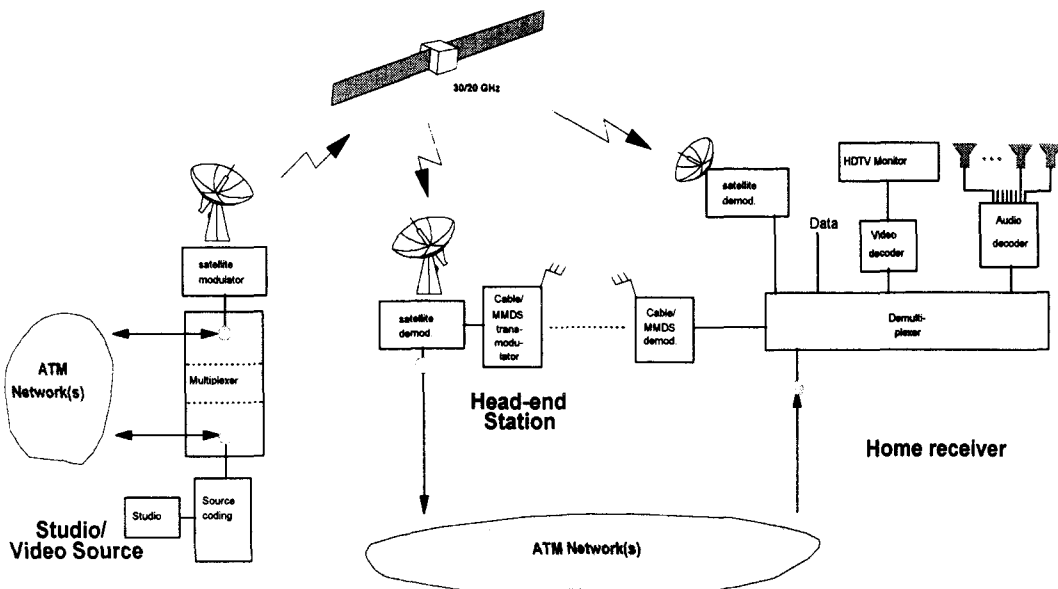 30/20 GHz
satellite
modulator
ATM
Network(s)
Multiplexer
Studio
Source
coding
Studio/
Video Source
satellite
demod.
Cable/
MMDS
trans-
modu-
lator
Head-end
Station
Cable/
MMDS
demod.
satellite
demod.
Data
HDTV Monitor
Video
decoder
Audio
decoder
Demulti-
plexer
Home receiver
ATM Network(s)